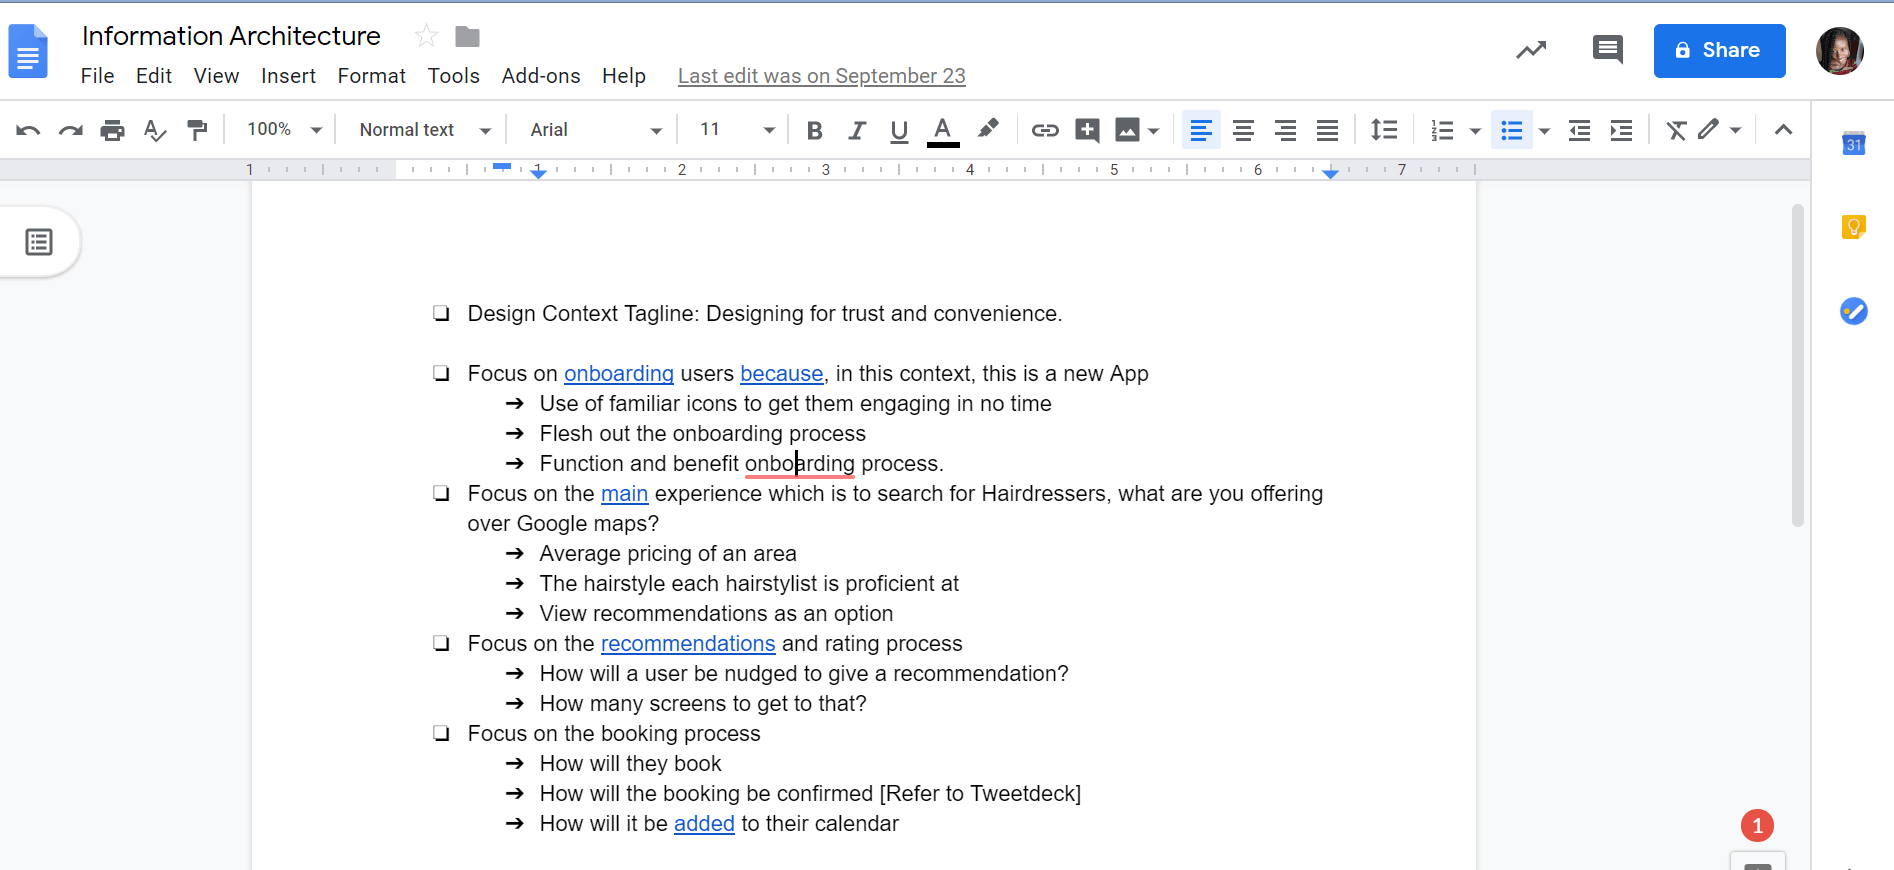 Information Architecture
File Edit View Insert Format Tools Add-ons Help Last edit was on September 23
Share
100% Normal text Arial 11 B I U A
31
1 1 2 3 4 5 6 7
Design Context Tagline: Designing for trust and convenience.
Focus on onboarding users because, in this context, this is a new App
Use of familiar icons to get them engaging in no time
Flesh out the onboarding process
Function and benefit onboarding process.
Focus on the main experience which is to search for Hairdressers, what are you offering
over Google maps?
Average pricing of an area
The hairstyle each hairstylist is proficient at
View recommendations as an option
Focus on the recommendations and rating process
How will a user be nudged to give a recommendation?
How many screens to get to that?
Focus on the booking process
How will they book
How will the booking be confirmed [Refer to Tweetdeck]
How will it be added to their calendar
1